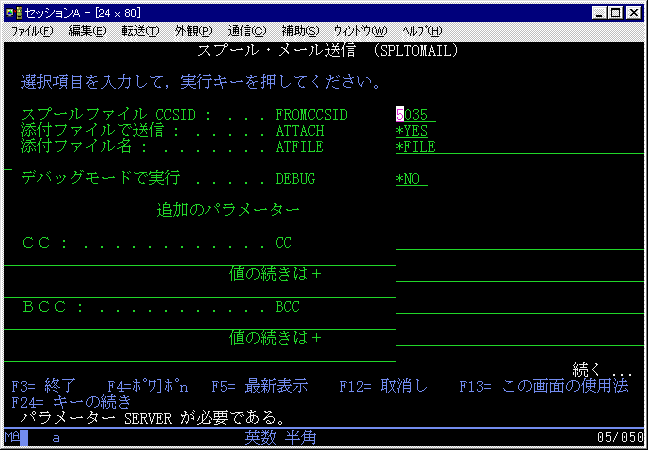 セッションA - [24 x 80]
ファイル(F) 編集(E) 転送(T) 外観(P) 通信(C) 補助(S) ウィンドウ(W) ヘルプ(H)
スプール・メール送信 (SPLTOMAIL)
選択項目を入力して，実行キーを押してください。
スプールファイル CCSID : . . . FROMCCSID 5035
添付ファイルで送信 : . . . . . ATTACH *YES
添付ファイル名 : . . . . . . . ATFILE *FILE
デバッグモードで実行 . . . . . DEBUG *NO
追加のパラメーター
ＣＣ : . . . . . . . . . . . . CC
値の続きは＋
ＢＣＣ : . . . . . . . . . . . BCC
値の続きは＋
続く ...
F3= 終了 F4=ﾎﾟﾜ]ﾎﾟn F5= 最新表示 F12= 取消し F13= この画面の使用法
F24= キーの続き
パラメーター SERVER が必要である。
MA a 英数 半角 05/050